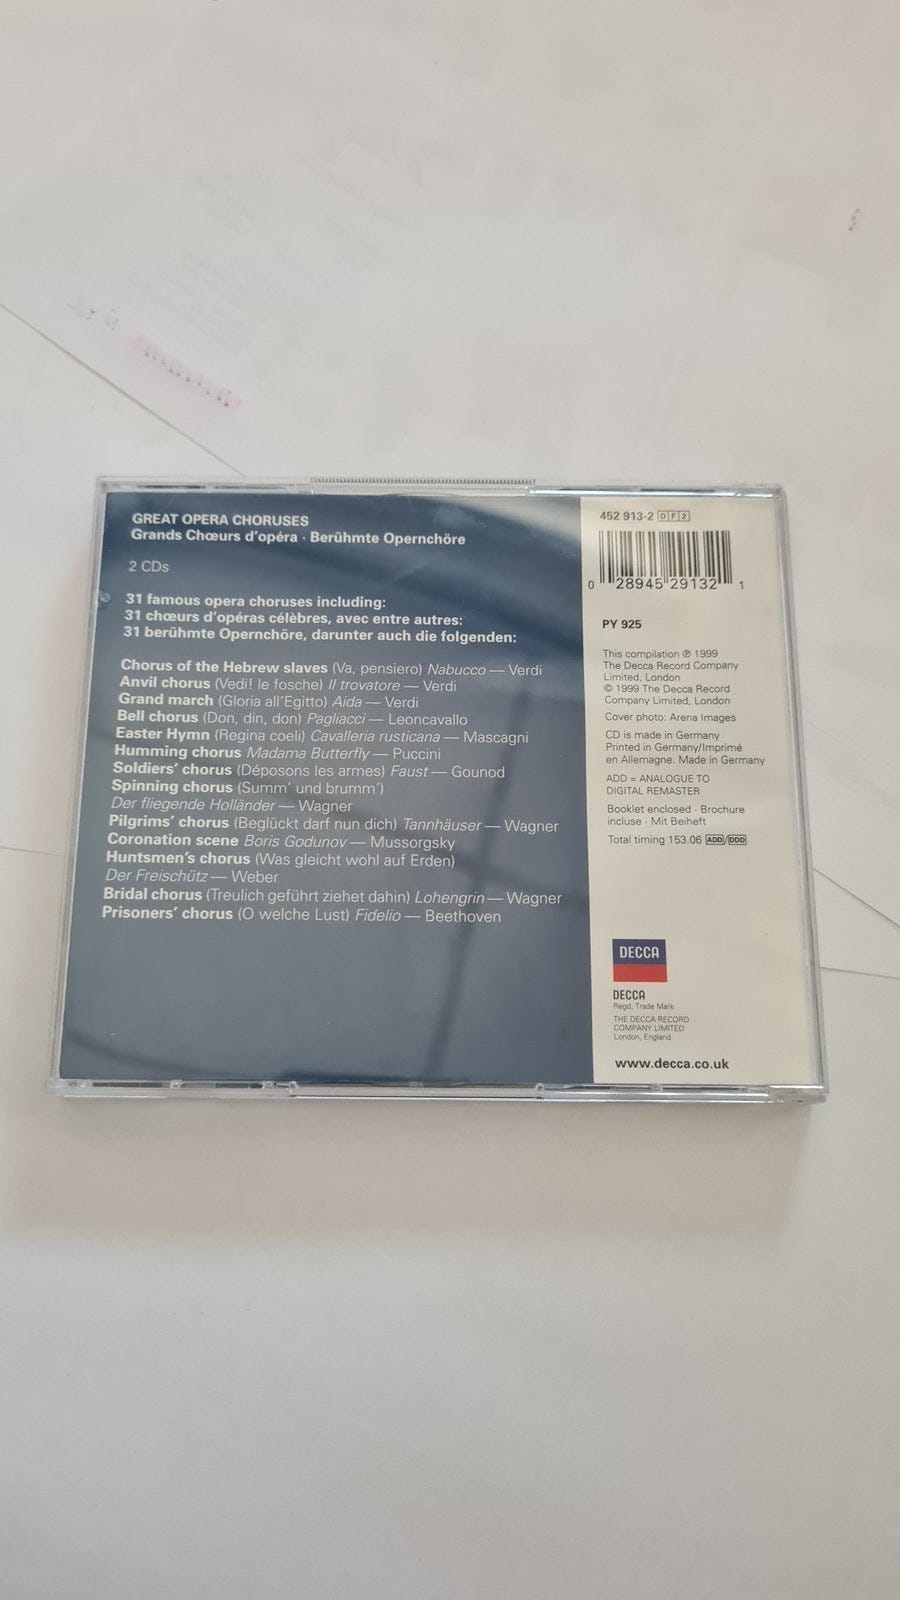 GREAT OPERA CHORUSES
Grands Chœurs d'opéra · Berühmte Opernchöre
2 CDs
31 famous opera choruses including:
31 chœurs d'opéras célèbres, avec entre autres:
31 berühmte Opernchöre, darunter auch die folgenden:
Chorus of the Hebrew slaves (Va, pensiero) Nabucco — Verdi
Anvil chorus (Vedi! le fosche) Il trovatore — Verdi
Grand march (Gloria all'Egitto) Aida — Verdi
Bell chorus (Don, din, don) Pagliacci — Leoncavallo
Easter Hymn (Regina coeli) Cavalleria rusticana — Mascagni
Humming chorus Madama Butterfly — Puccini
Soldiers' chorus (Déposons les armes) Faust — Gounod
Spinning chorus (Summ' und brumm')
Der fliegende Holländer — Wagner
Pilgrims' chorus (Beglückt darf nun dich) Tannhäuser — Wagner
Coronation scene Boris Godunov — Mussorgsky
Huntsmen's chorus (Was gleicht wohl auf Erden)
Der Freischütz — Weber
Bridal chorus (Treulich geführt ziehet dahin) Lohengrin — Wagner
Prisoners' chorus (O welche Lust) Fidelio — Beethoven
452 913-2 DF2
0 28945 29132 1
PY 925
This compilation ℗ 1999
The Decca Record Company
Limited, London
© 1999 The Decca Record
Company Limited, London
Cover photo: Arena Images
CD is made in Germany
Printed in Germany/Imprimé
en Allemagne. Made in Germany
ADD = ANALOGUE TO
DIGITAL REMASTER
Booklet enclosed · Brochure
incluse · Mit Beiheft
Total timing 153.06 ADD/DDD
DECCA
DECCA
Regd. Trade Mark
THE DECCA RECORD
COMPANY LIMITED
London, England
www.decca.co.uk